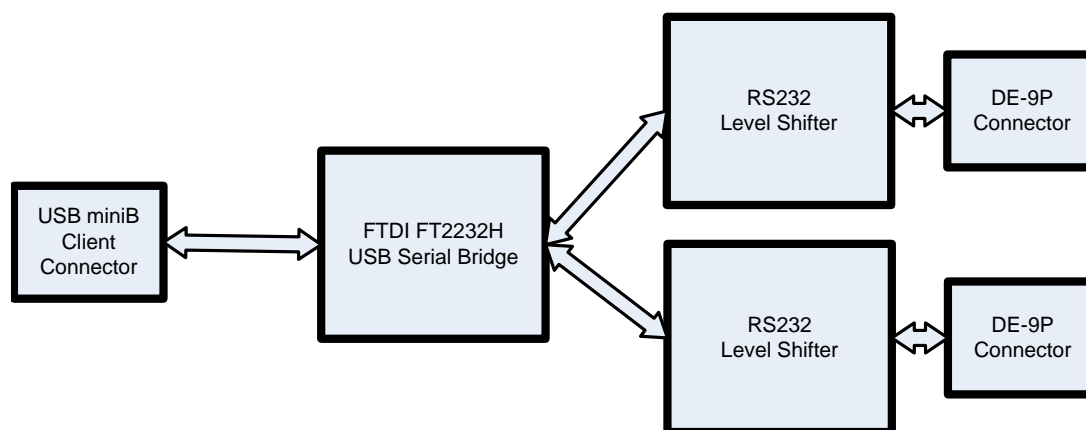 USB miniB
Client
Connector
FTDI FT2232H
USB Serial Bridge
RS232
Level Shifter
DE-9P
Connector
RS232
Level Shifter
DE-9P
Connector